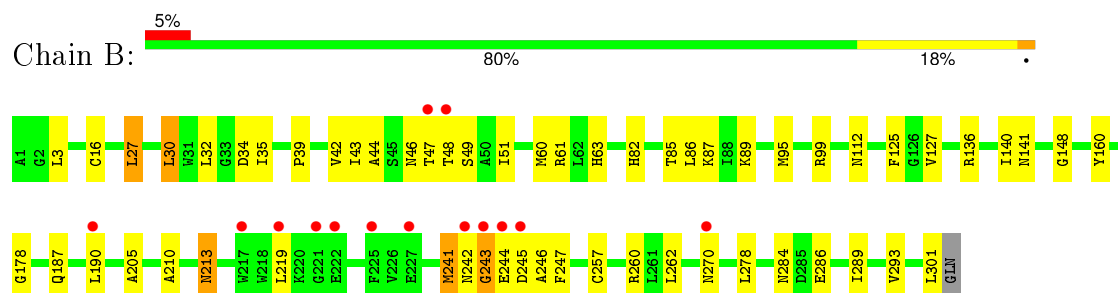 5%
Chain B:
80% 18% •
A1 G2 L3 C16 L27 L30 W31 L32 G33 D34 I35 P39 V42 I43 A44 S45 N46 T47 T48 S49 A50 I51 M60 R61 L62 H63 H82 T85 L86 K87 I88 K89 M95 R99 N112 F125 G126 V127 R136 I140 N141 G148 Y160
G178 Q187 L190 A205 A210 N213 W217 W218 L219 K220 G221 E222 F225 V226 E227 M241 N242 G243 E244 D245 A246 F247 C257 R260 L261 L262 N270 L278 N284 D285 E286 I289 V293 L301 GLN